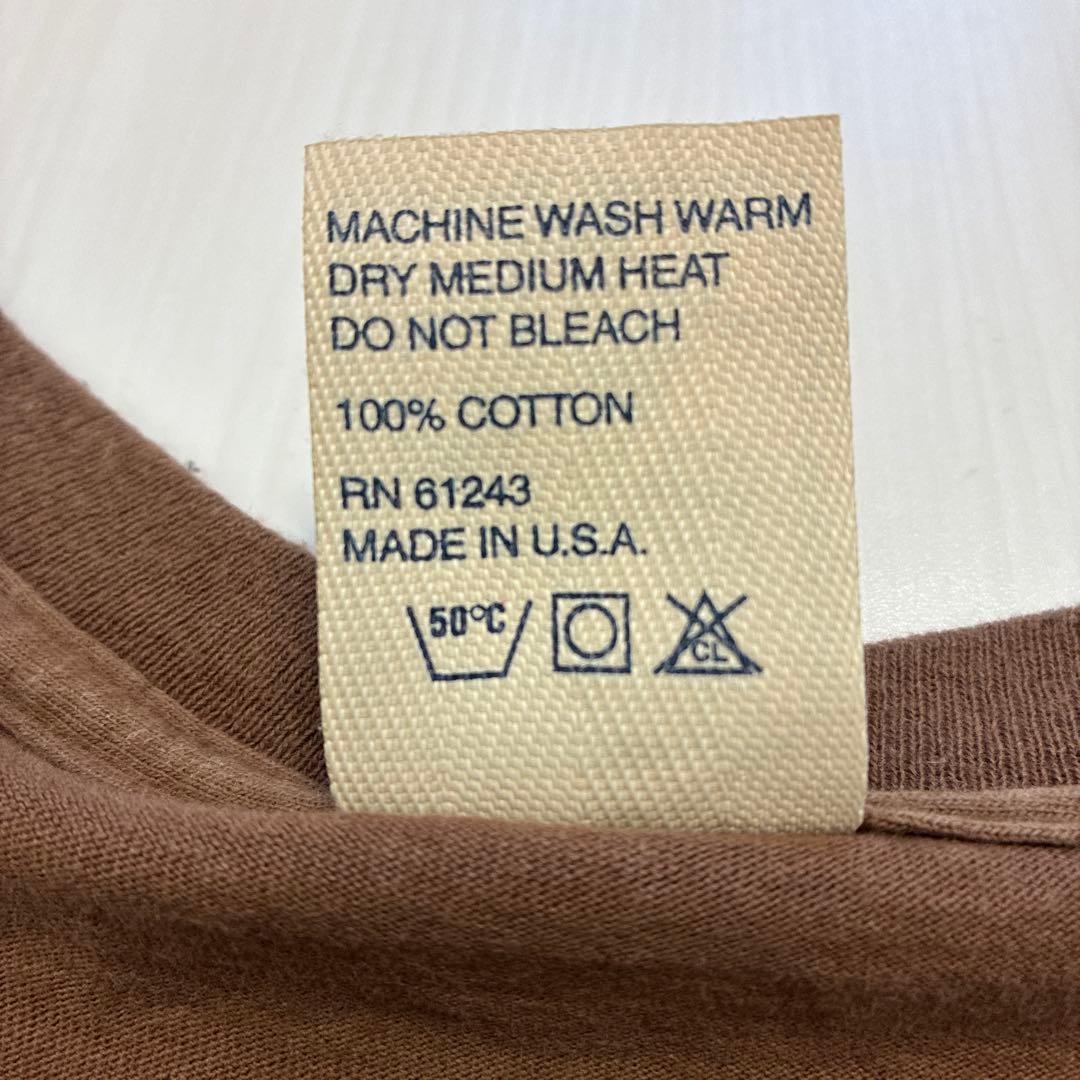 MACHINE WASH WARM
DRY MEDIUM HEAT
DO NOT BLEACH
100% COTTON
RN 61243
MADE IN U.S.A.
50°C CL